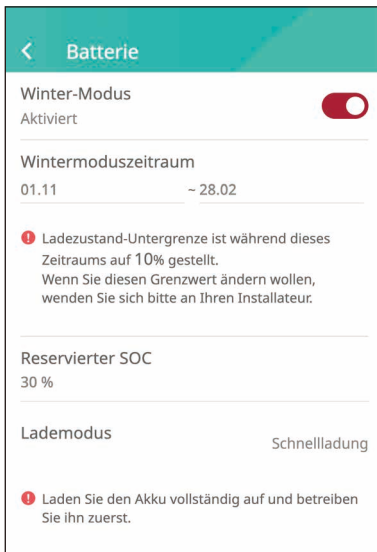 Batterie
Winter-Modus
Aktiviert
Wintermoduszeitraum
01.11 ~ 28.02
Ladezustand-Untergrenze ist während dieses
Zeitraums auf 10% gestellt.
Wenn Sie diesen Grenzwert ändern wollen,
wenden Sie sich bitte an Ihren Installateur.
Reservierter SOC
30 %
Lademodus
Schnellladung
Laden Sie den Akku vollständig auf und betreiben
Sie ihn zuerst.